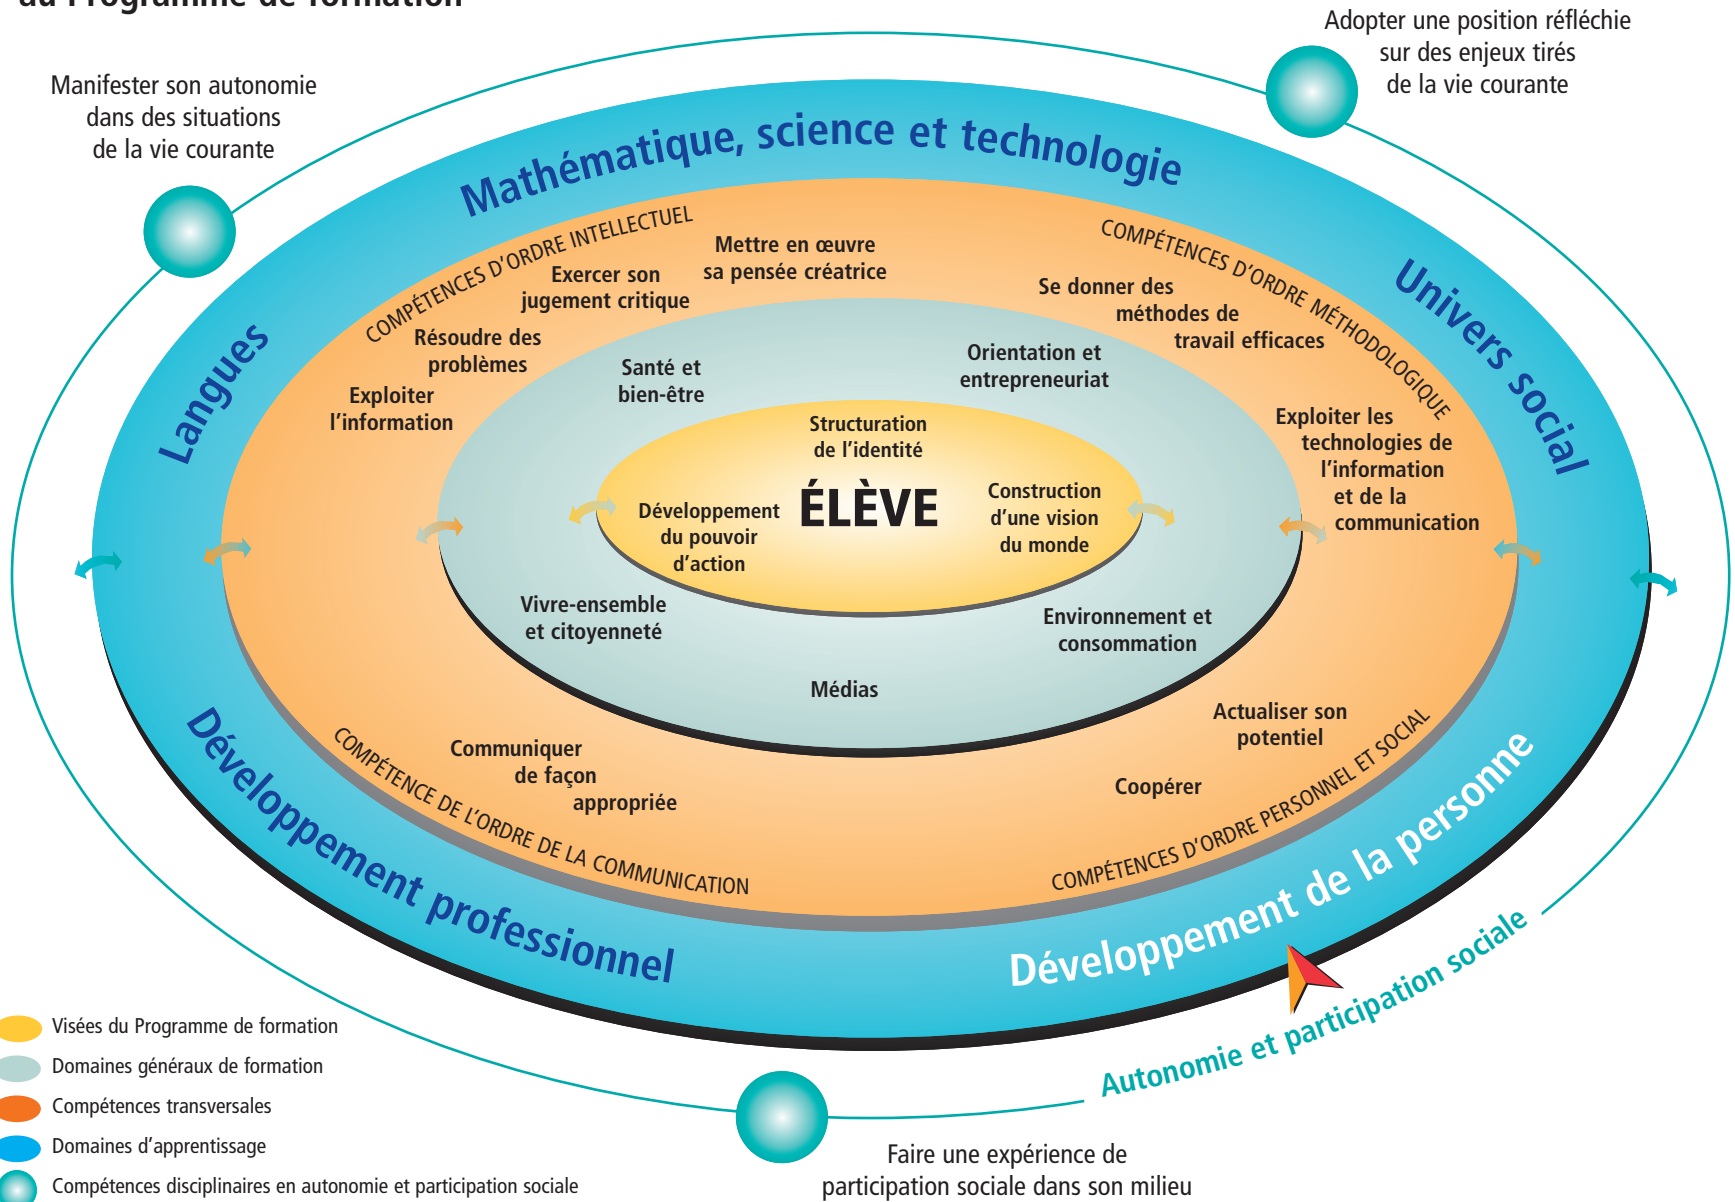 au Programme de formation
Adopter une position réfléchie
sur des enjeux tirés
de la vie courante
Manifester son autonomie
dans des situations
de la vie courante
Mathématique, science et technologie
Langues
Univers social
COMPÉTENCES D'ORDRE INTELLECTUEL
Mettre en œuvre
sa pensée créatrice
Exercer son
jugement critique
Résoudre des
problèmes
Exploiter
l'information
COMPÉTENCES D'ORDRE MÉTHODOLOGIQUE
Se donner des
méthodes de
travail efficaces
Exploiter les
technologies de
l'information
et de la
communication
Santé et
bien-être
Orientation et
entrepreneuriat
Structuration
de l'identité
ÉLÈVE
Développement
du pouvoir
d'action
Construction
d'une vision
du monde
Vivre-ensemble
et citoyenneté
Environnement et
consommation
Médias
Communiquer
de façon
appropriée
COMPÉTENCE DE L'ORDRE DE LA COMMUNICATION
Actualiser son
potentiel
Coopérer
COMPÉTENCES D'ORDRE PERSONNEL ET SOCIAL
Développement professionnel
Développement de la personne
Autonomie et participation sociale
Visées du Programme de formation
Domaines généraux de formation
Compétences transversales
Domaines d'apprentissage
Compétences disciplinaires en autonomie et participation sociale
Faire une expérience de
participation sociale dans son milieu